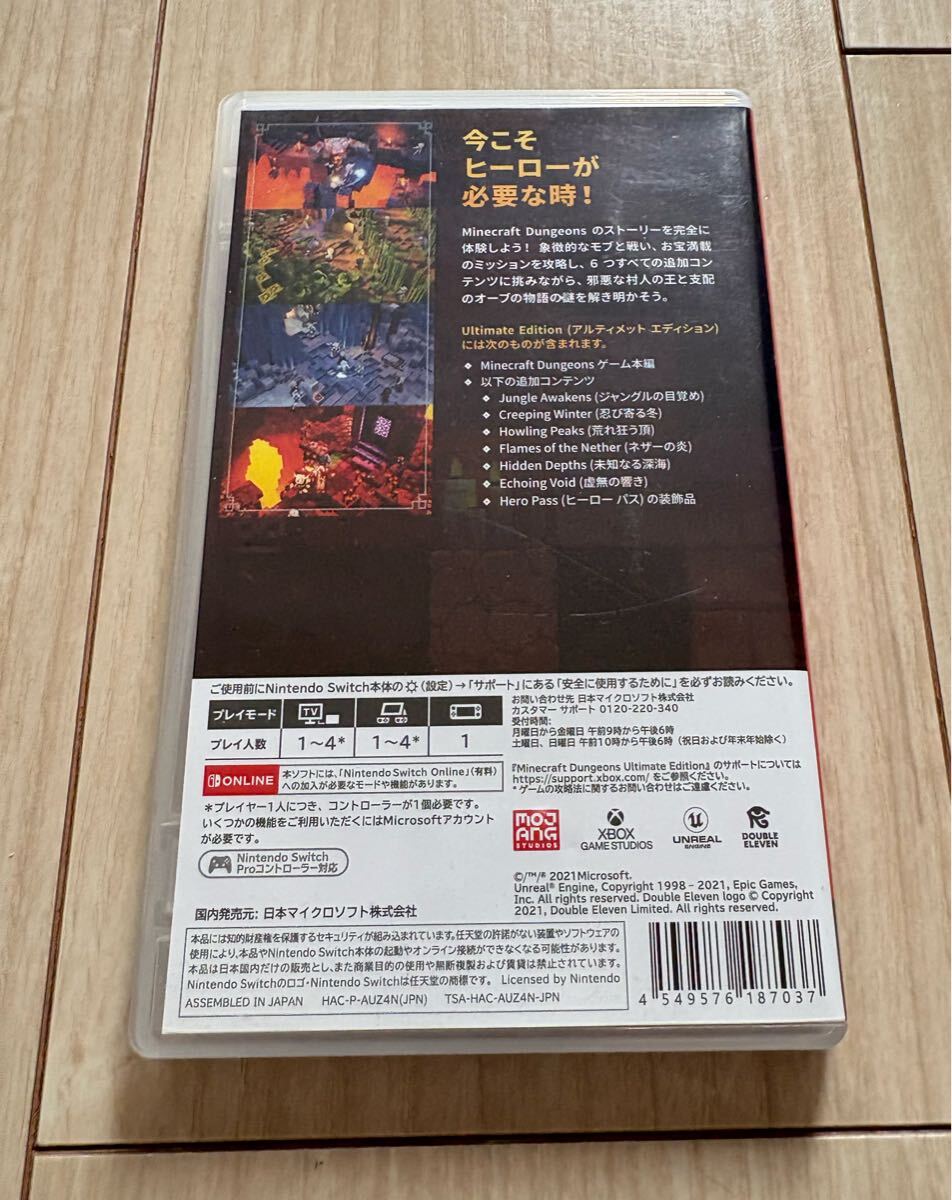 今こそ
ヒーローが
必要な時！
Minecraft Dungeons のストーリーを完全に
体験しよう！ 象徴的なモブと戦い、お宝満載
のミッションを攻略し、6 つすべての追加コン
テンツに挑みながら、邪悪な村人の王と支配
のオーブの物語の謎を解き明かそう。
Ultimate Edition (アルティメット エディション)
には次のものが含まれます。
❖ Minecraft Dungeons ゲーム本編
❖ 以下の追加コンテンツ
❖ Jungle Awakens (ジャングルの目覚め)
❖ Creeping Winter (忍び寄る冬)
❖ Howling Peaks (荒れ狂う頂)
❖ Flames of the Nether (ネザーの炎)
❖ Hidden Depths (未知なる深海)
❖ Echoing Void (虚無の響き)
❖ Hero Pass (ヒーロー パス) の装飾品
ご使用前にNintendo Switch本体の (設定)→「サポート」にある「安全に使用するために」を必ずお読みください。
プレイモード TV
プレイ人数 1～4* 1～4* 1
ONLINE 本ソフトには、「Nintendo Switch Online」(有料)
への加入が必要なモードや機能があります。
*プレイヤー1人につき、コントローラーが1個必要です。
いくつかの機能をご利用いただくにはMicrosoftアカウント
が必要です。
Nintendo Switch
Proコントローラー対応
国内発売元: 日本マイクロソフト株式会社
お問い合わせ先 日本マイクロソフト株式会社
カスタマー サポート 0120-220-340
受付時間:
月曜日から金曜日 午前9時から午後6時
土曜日、日曜日 午前10時から午後6時 (祝日および年末年始除く)
『Minecraft Dungeons Ultimate Edition』のサポートについては
https://support.xbox.com/ をご参照ください。
*ゲームの攻略法に関するお問い合わせはご遠慮ください。
MOJANG
STUDIOS
XBOX
GAME STUDIOS
UNREAL
ENGINE
DOUBLE
ELEVEN
©/™/® 2021Microsoft.
Unreal® Engine, Copyright 1998 – 2021, Epic Games,
Inc. All rights reserved. Double Eleven logo © Copyright
2021, Double Eleven Limited. All rights reserved.
本品には知的財産権を保護するセキュリティが組み込まれています。任天堂の許諾がない装置やソフトウェアの
使用により、本品やNintendo Switch本体の起動やオンライン接続ができなくなる可能性があります。
本品は日本国内だけの販売とし、また商業目的の使用や無断複製および賃貸は禁止されています。
Nintendo Switchのロゴ・Nintendo Switchは任天堂の商標です。 Licensed by Nintendo
ASSEMBLED IN JAPAN HAC-P-AUZ4N(JPN) TSA-HAC-AUZ4N-JPN
4 549576 187037